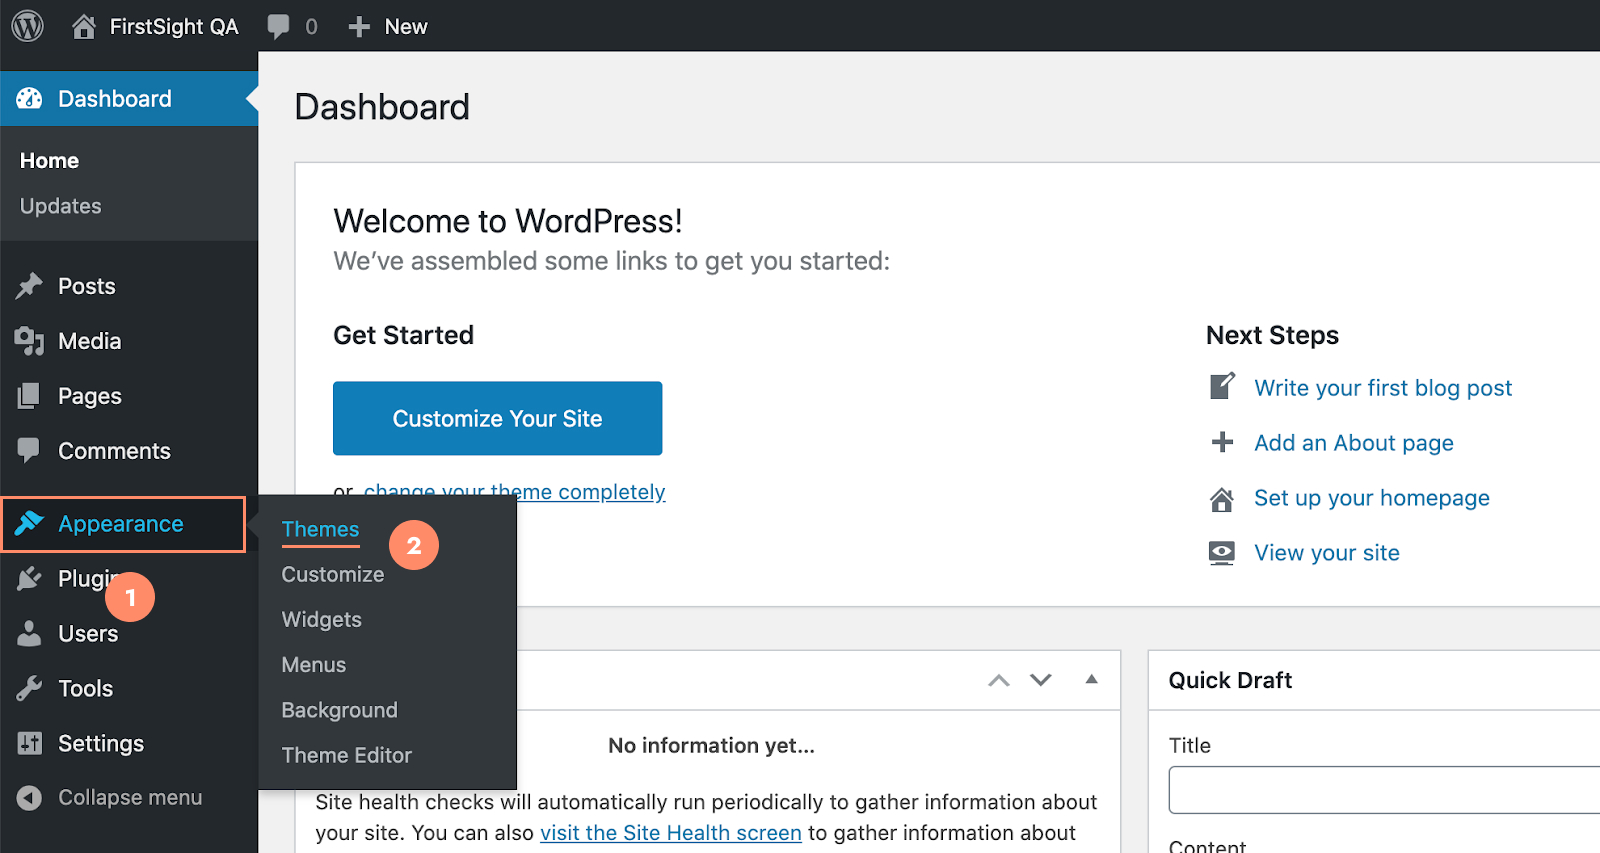 FirstSight QA
0
New
Dashboard
Home
Updates
Posts
Media
Pages
Comments
Appearance
1
Users
Tools
Settings
Collapse menu
Themes
2
Customize
Widgets
Menus
Background
Theme Editor
Dashboard
Welcome to WordPress!
We've assembled some links to get you started:
Get Started
Customize Your Site
or, change your theme completely
Next Steps
Write your first blog post
Add an About page
Set up your homepage
View your site
No information yet...
Site health checks will automatically run periodically to gather information about
your site. You can also visit the Site Health screen to gather information about
Quick Draft
Title
Content